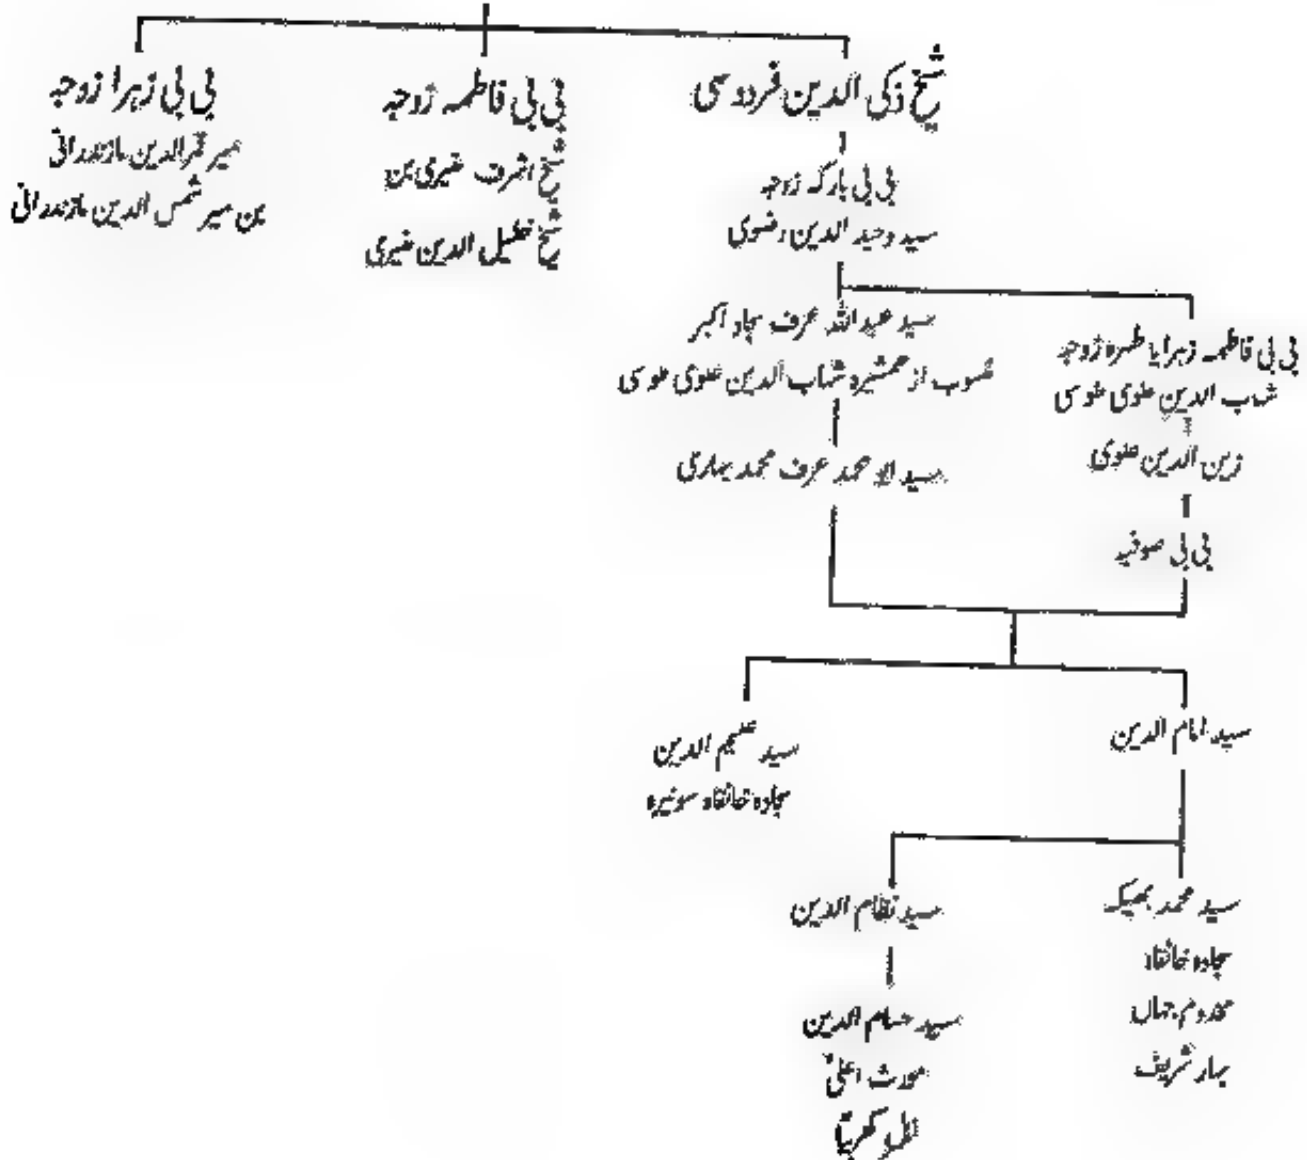 شیخ ذکی الدین فردوسی
بی بی فاطمہ زوجہ
شیخ اشرف منیری بن
شیخ خلیل الدین منیری
بی بی زہرا زوجہ
میر قمرالدین مازندرانی
بن میر شمس الدین مازندرانی
بی بی بارکہ زوجہ
سید وحید الدین رضوی
بی بی فاطمہ زہرا یا طہرہ زوجہ
شہاب الدین علوی طوسی
زین الدین علوی
بی بی صوفیہ
سید عبداللہ عرف سجاد اکبر
منسوب از ہمشیرہ شہاب الدین علوی طوسی
سید ابو محمد عرف محمد بہاری
سید امام الدین
سید علیم الدین
سجادہ خانقاہ
سید محمد بھیک
سجادہ خانقاہ
مخدوم جہاں
بہار شریف
سید نظام الدین
سید حسام الدین
مورث اعلیٰ